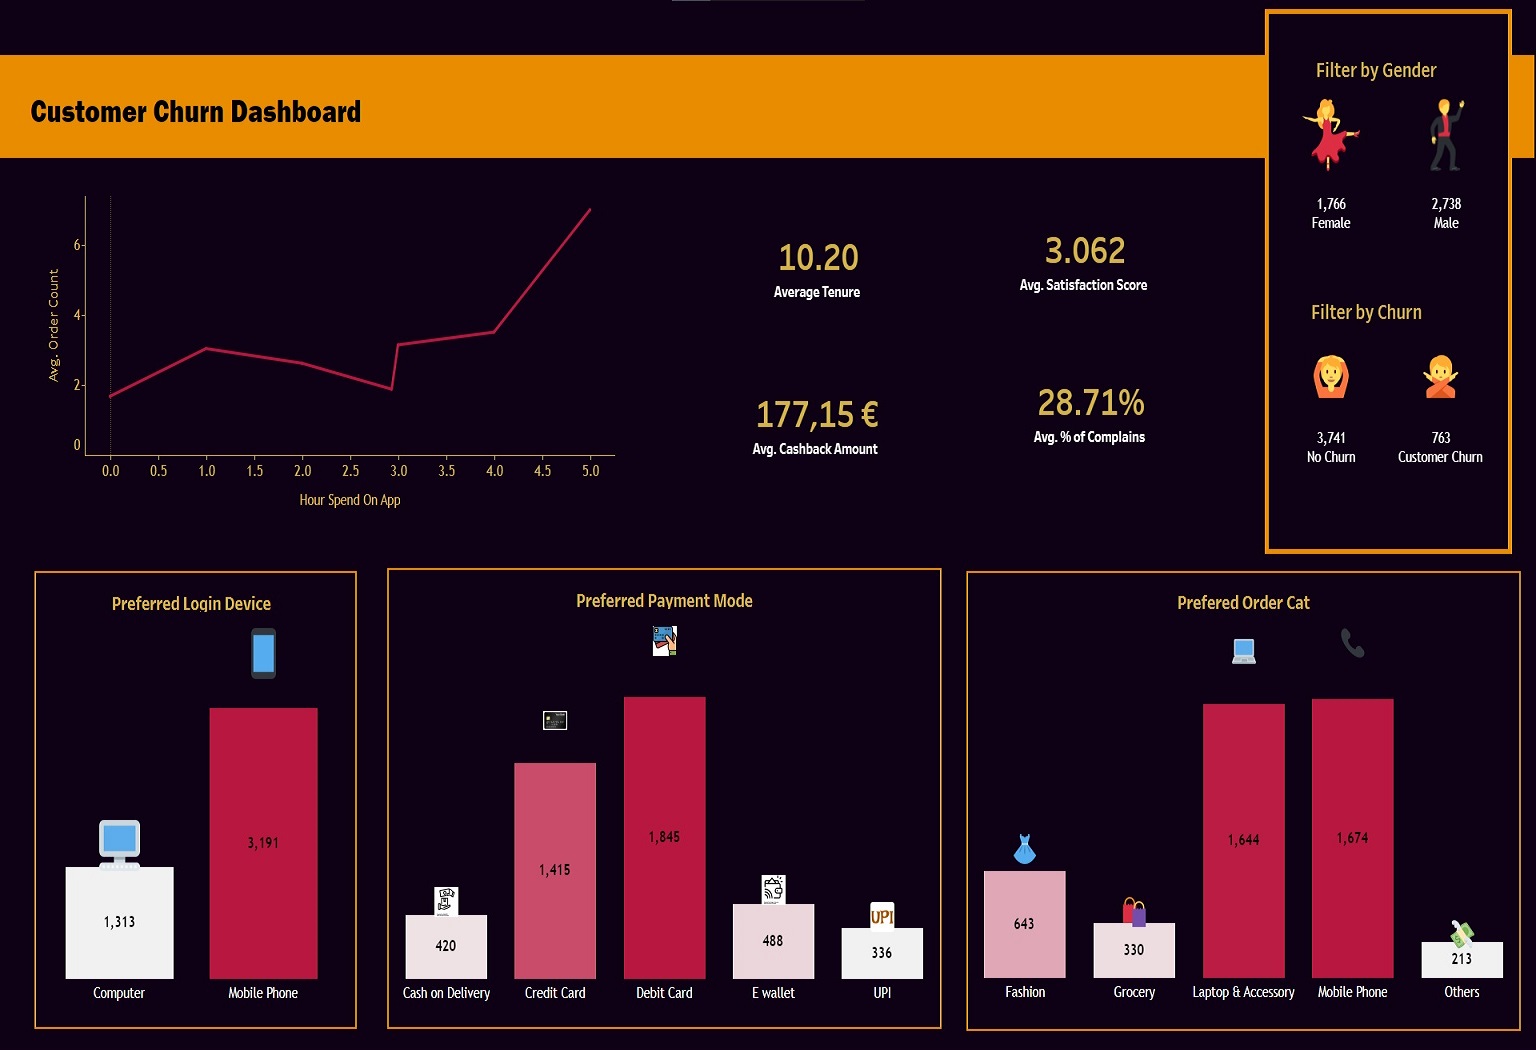 Customer Churn Dashboard
Filter by Gender
1,766
Female
2,738
Male
Filter by Churn
3,741
No Churn
763
Customer Churn
Avg. Order Count
6
4
2
0
0.0 0.5 1.0 1.5 2.0 2.5 3.0 3.5 4.0 4.5 5.0
Hour Spend On App
10.20
Average Tenure
3.062
Avg. Satisfaction Score
177,15 €
Avg. Cashback Amount
28.71%
Avg. % of Complains
Preferred Login Device
1,313
3,191
Computer
Mobile Phone
Preferred Payment Mode
420
1,415
1,845
488
UPI
336
Cash on Delivery
Credit Card
Debit Card
E wallet
UPI
Prefered Order Cat
643
330
1,644
1,674
213
Fashion
Grocery
Laptop & Accessory
Mobile Phone
Others